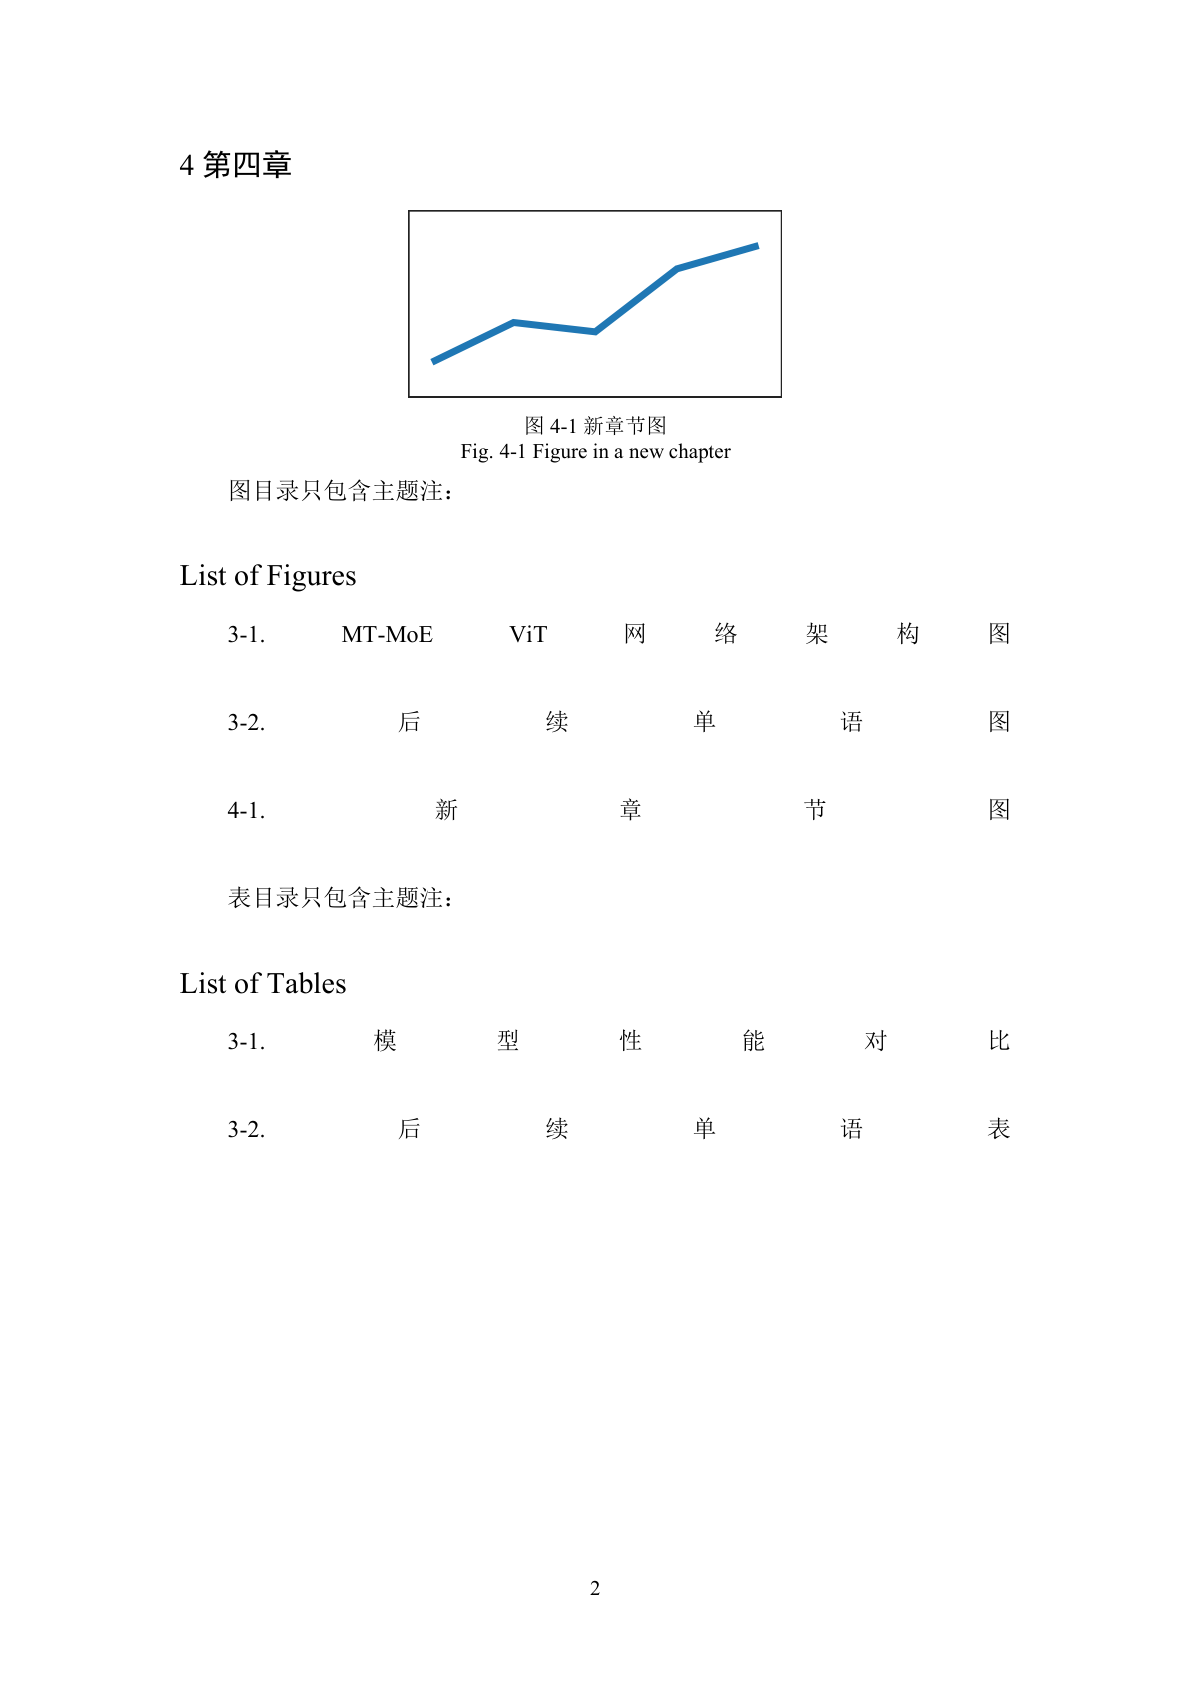 4 第四章
图 4-1 新章节图
Fig. 4-1 Figure in a new chapter
图目录只包含主题注：
List of Figures
3-1. MT-MoE ViT 网络架构图
3-2. 后续单语图
4-1. 新章节图
表目录只包含主题注：
List of Tables
3-1. 模型性能对比
3-2. 后续单语表
2